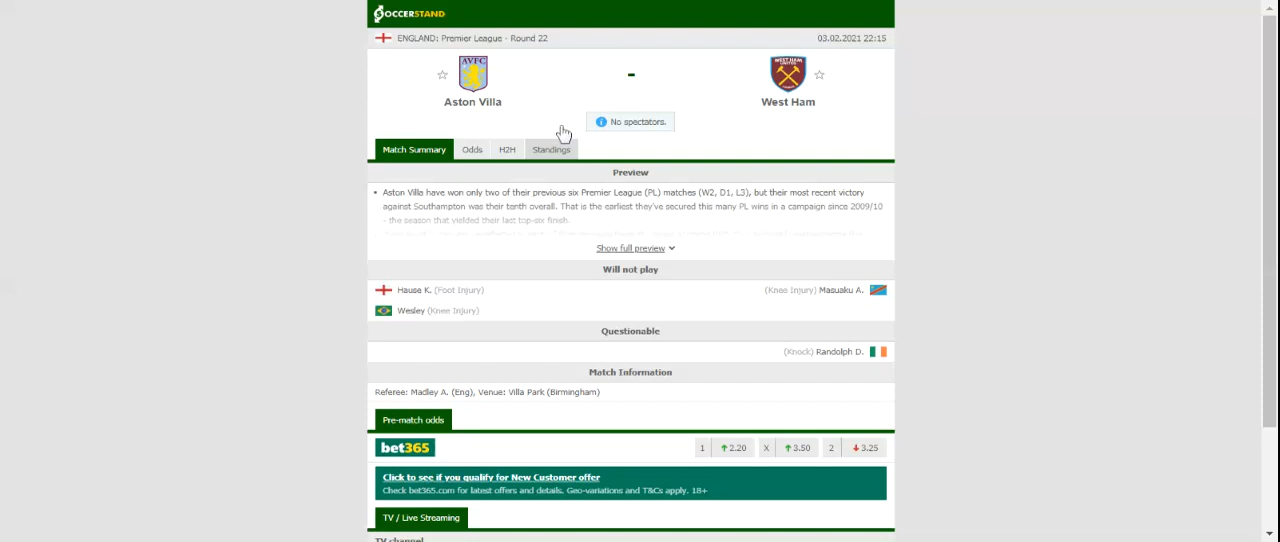 SOCCERSTAND
ENGLAND: Premier League - Round 22 03.02.2021 22:15
AVFC - WEST HAM UNITED
Aston Villa West Ham
No spectators.
Match Summary Odds H2H Standings
Preview
Aston Villa have won only two of their previous six Premier League (PL) matches (W2, D1, L3), but their most recent victory
against Southampton was their tenth overall. That is the earliest they've secured this many PL wins in a campaign since 2009/10
- the season that yielded their last top-six finish.
Show full preview
Will not play
Hause K. (Foot Injury) (Knee Injury) Masuaku A.
Wesley (Knee Injury)
Questionable
(Knock) Randolph D.
Match Information
Referee: Madley A. (Eng), Venue: Villa Park (Birmingham)
Pre-match odds
bet365 1 2.20 X 3.50 2 3.25
Click to see if you qualify for New Customer offer
Check bet365.com for latest offers and details. Geo-variations and T&Cs apply. 18+
TV / Live Streaming
TV channel